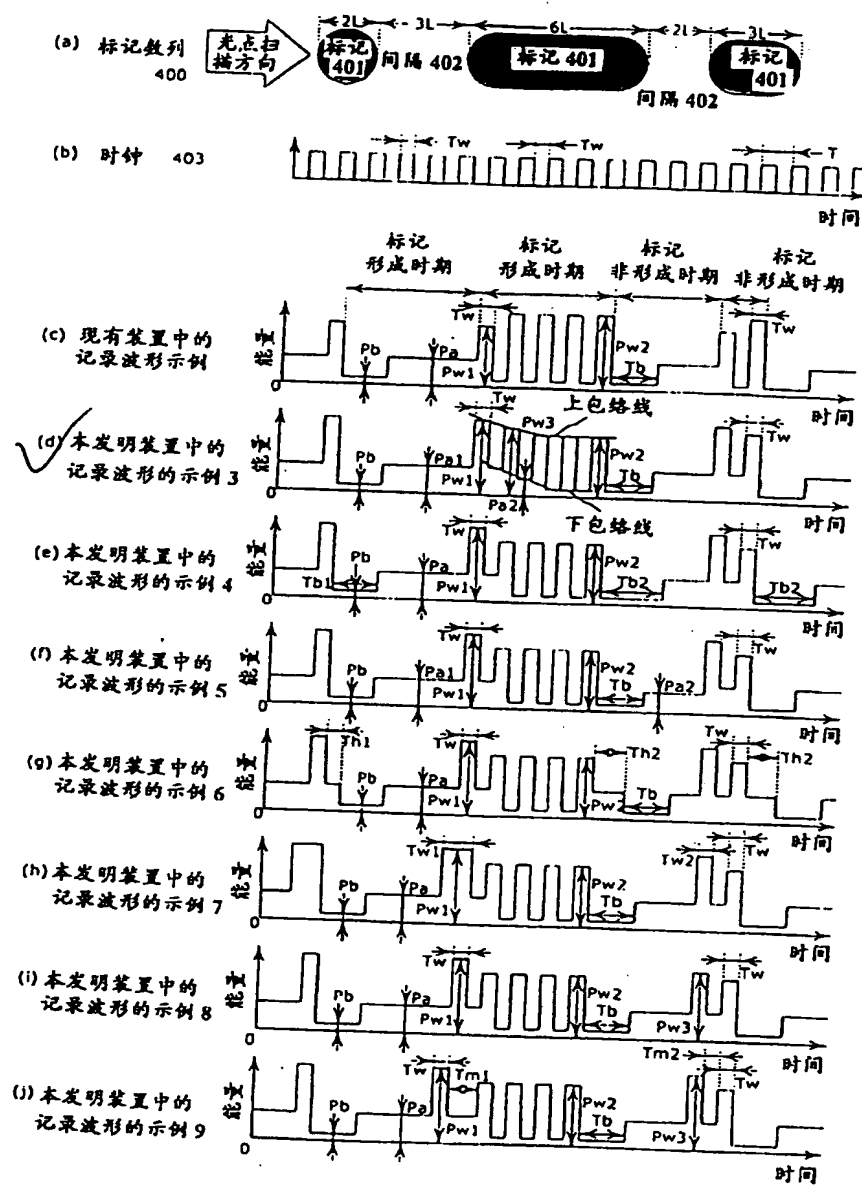 2L 3L 6L 2L 3L
(a) 标记数列 400
光点扫描方向
标记 401
间隔 402
标记 401
间隔 402
标记 401
(b) 时钟 403
Tw Tw T
时间
标记形成时期
标记形成时期
标记非形成时期
标记非形成时期
(c) 现有装置中的
记录波形示例
能量
0
Pb Pa Pw1 Tw Pw2 Tb Tw
时间
(d) 本发明装置中的
记录波形的示例 3
能量
0
Pb Pa1 Pw1 Tw Pw3 上包络线 Pa2 下包络线 Pw2 Tb Tw
时间
(e) 本发明装置中的
记录波形的示例 4
能量
0
Tb1 Pb Pa Pw1 Tw Pw2 Tb2 Tw Tb2
时间
(f) 本发明装置中的
记录波形的示例 5
能量
0
Pb Pa1 Pw1 Tw Pw2 Tb Pa2 Tw
时间
(g) 本发明装置中的
记录波形的示例 6
能量
0
Th1 Pb Pa Pw1 Tw Th2 Pw2 Tb Tw Th2
时间
(h) 本发明装置中的
记录波形的示例 7
能量
0
Pb Pa Pw1 Tw1 Pw2 Tb Tw2 Tw
时间
(i) 本发明装置中的
记录波形的示例 8
能量
0
Pb Pa Pw1 Tw Pw2 Tb Pw3 Tw
时间
(j) 本发明装置中的
记录波形的示例 9
能量
0
Pb Pa Pw1 Tw Tm1 Pw2 Tb Pw3 Tm2 Tw
时间